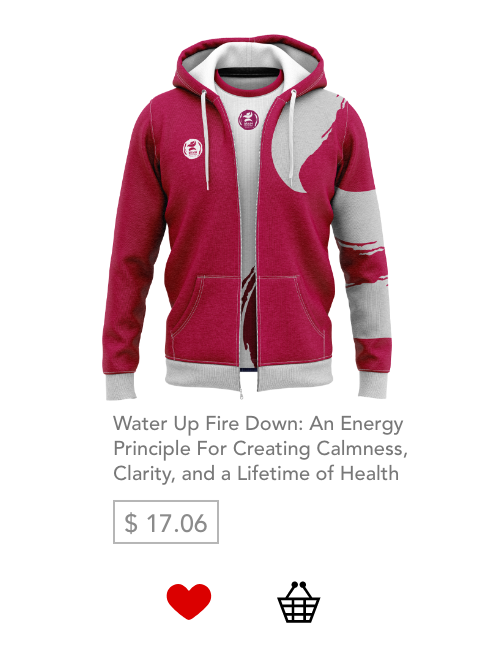 Water Up Fire Down: An Energy
Principle For Creating Calmness,
Clarity, and a Lifetime of Health
$ 17.06